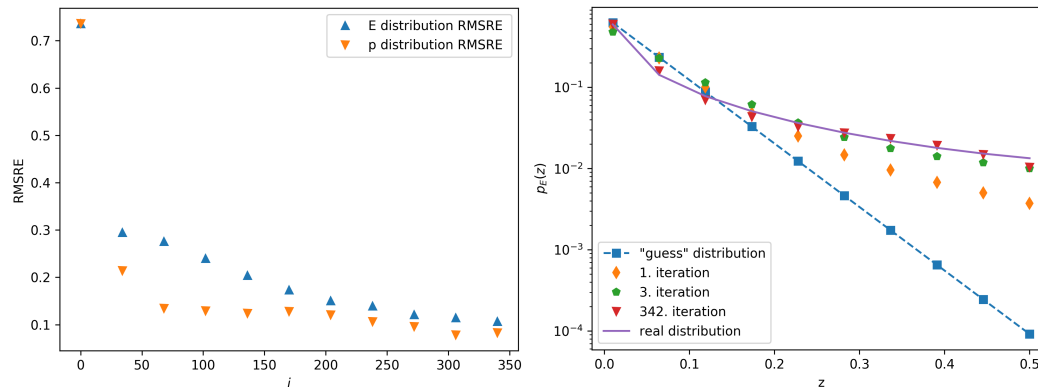 E distribution RMSRE
p distribution RMSRE
0.7
0.6
0.5
0.4
0.3
0.2
0.1
RMSRE
0 50 100 150 200 250 300 350
i
10⁻¹
10⁻²
10⁻³
10⁻⁴
p_E(z)
"guess" distribution
1. iteration
3. iteration
342. iteration
real distribution
0.0 0.1 0.2 0.3 0.4 0.5
z